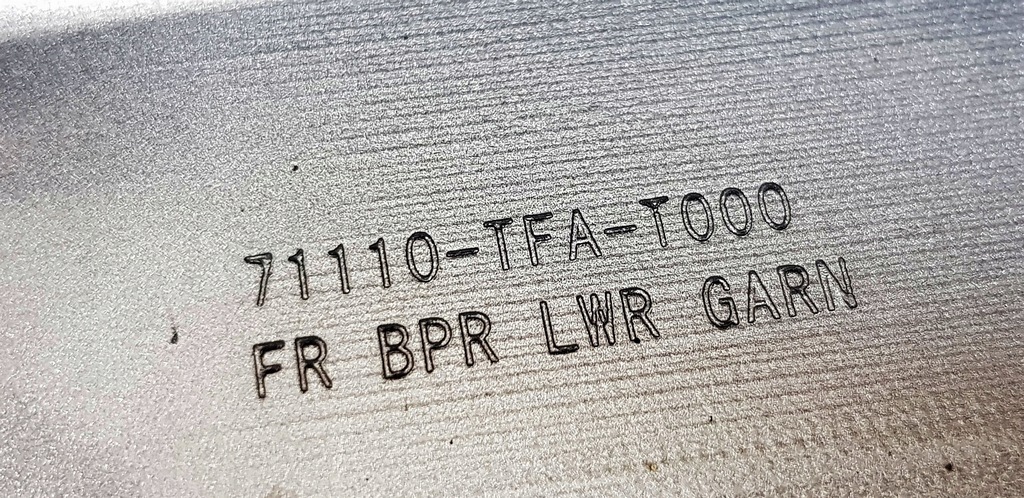 71110-TFA-T000
FR BPR LWR GARN